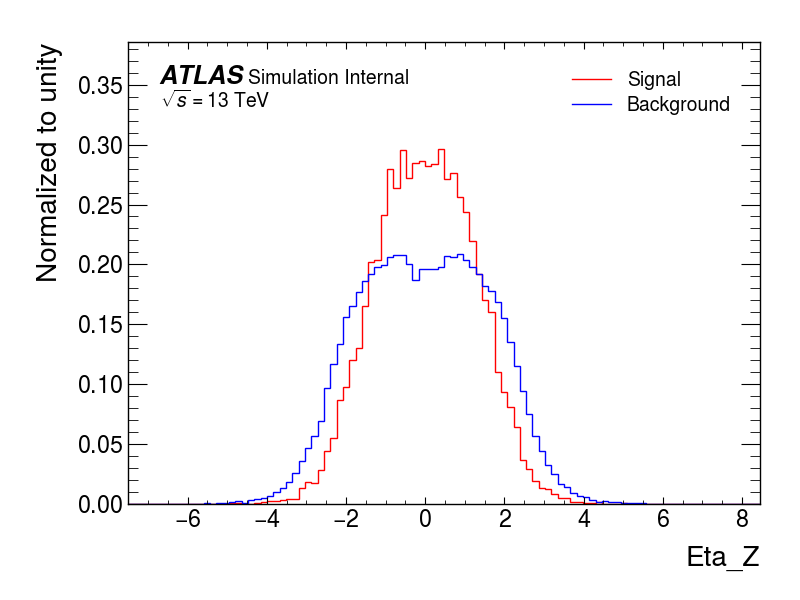 ATLAS Simulation Internal
√s = 13 TeV
Signal
Background
Normalized to unity
0.35
0.30
0.25
0.20
0.15
0.10
0.05
0.00
−6 −4 −2 0 2 4 6 8
Eta_Z